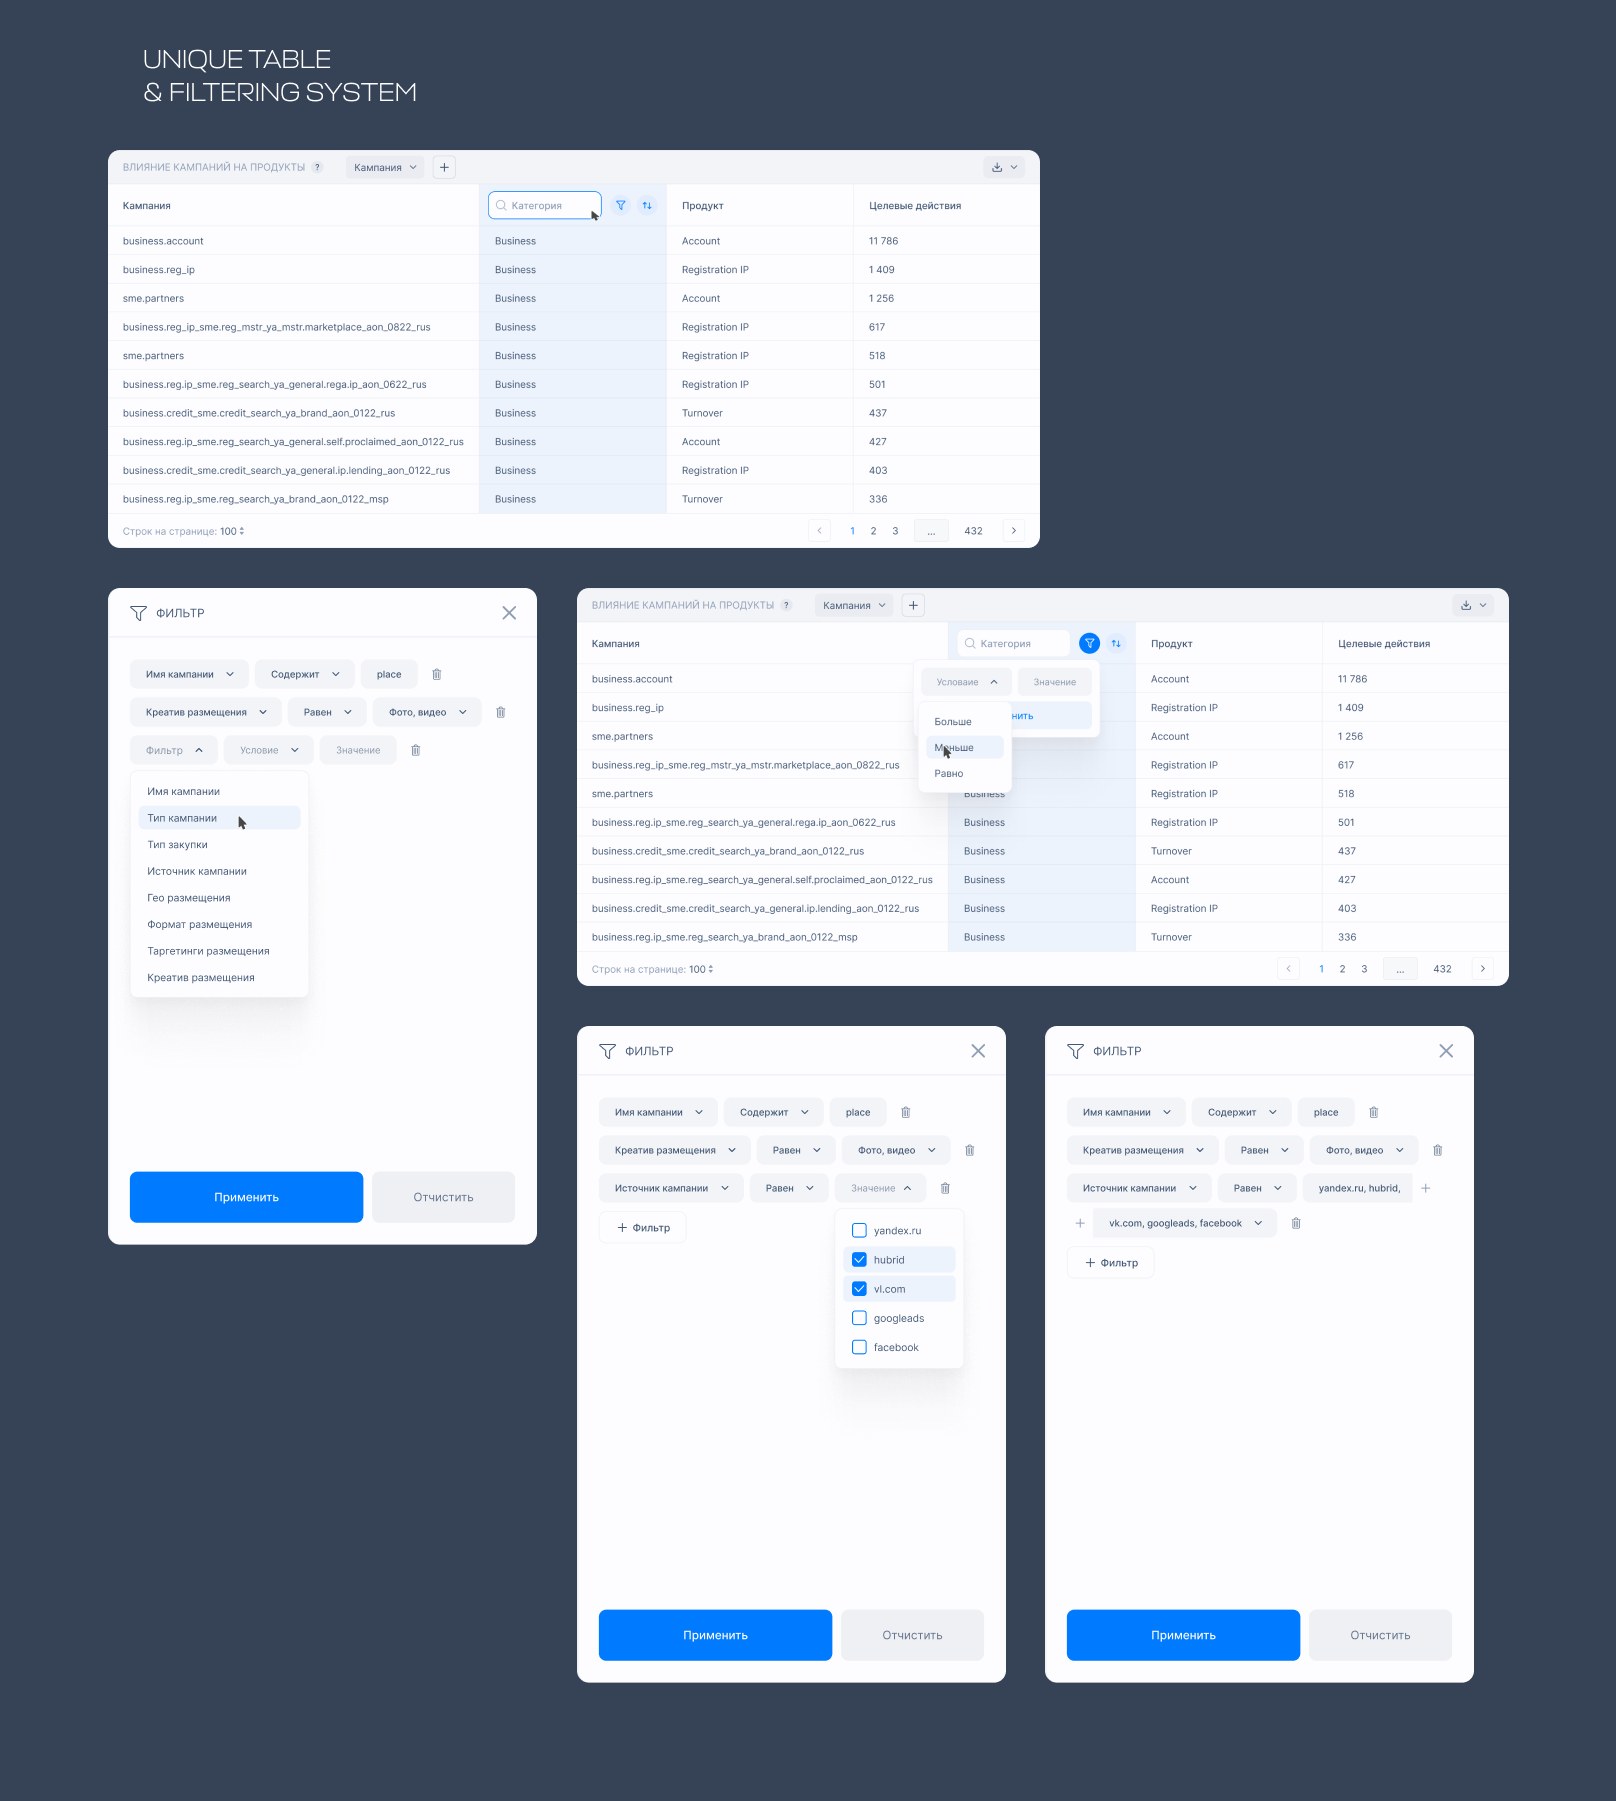 UNIQUE TABLE
& FILTERING SYSTEM
ВЛИЯНИЕ КАМПАНИЙ НА ПРОДУКТЫ ? Кампания
Кампания Категория Продукт Целевые действия
business.account Business Account 11 786
business.reg_ip Business Registration IP 1 409
sme.partners Business Account 1 256
business.reg_ip_sme.reg_mstr_ya_mstr.marketplace_aon_0822_rus Business Registration IP 617
sme.partners Business Registration IP 518
business.reg.ip_sme.reg_search_ya_general.rega.ip_aon_0622_rus Business Registration IP 501
business.credit_sme.credit_search_ya_brand_aon_0122_rus Business Turnover 437
business.reg.ip_sme.reg_search_ya_general.self.proclaimed_aon_0122_rus Business Account 427
business.credit_sme.credit_search_ya_general.ip.lending_aon_0122_rus Business Registration IP 403
business.reg.ip_sme.reg_search_ya_brand_aon_0122_msp Business Turnover 336
Строк на странице: 100 1 2 3 ... 432
ФИЛЬТР
Имя кампании Содержит place
Креатив размещения Равен Фото, видео
Фильтр Условие Значение
Имя кампании
Тип кампании
Тип закупки
Источник кампании
Гео размещения
Формат размещения
Таргетинги размещения
Креатив размещения
Применить Отчистить
ВЛИЯНИЕ КАМПАНИЙ НА ПРОДУКТЫ ? Кампания
Кампания Категория Продукт Целевые действия
business.account Account 11 786
business.reg_ip Registration IP 1 409
sme.partners Account 1 256
business.reg_ip_sme.reg_mstr_ya_mstr.marketplace_aon_0822_rus Registration IP 617
sme.partners Business Registration IP 518
business.reg.ip_sme.reg_search_ya_general.rega.ip_aon_0622_rus Business Registration IP 501
business.credit_sme.credit_search_ya_brand_aon_0122_rus Business Turnover 437
business.reg.ip_sme.reg_search_ya_general.self.proclaimed_aon_0122_rus Business Account 427
business.credit_sme.credit_search_ya_general.ip.lending_aon_0122_rus Business Registration IP 403
business.reg.ip_sme.reg_search_ya_brand_aon_0122_msp Business Turnover 336
Строк на странице: 100 1 2 3 ... 432
Условаие Значение
нить
Больше
Меньше
Равно
ФИЛЬТР
Имя кампании Содержит place
Креатив размещения Равен Фото, видео
Источник кампании Равен Значение
+ Фильтр
yandex.ru
hubrid
vl.com
googleads
facebook
Применить Отчистить
ФИЛЬТР
Имя кампании Содержит place
Креатив размещения Равен Фото, видео
Источник кампании Равен yandex.ru, hubrid,
vk.com, googleads, facebook
+ Фильтр
Применить Отчистить